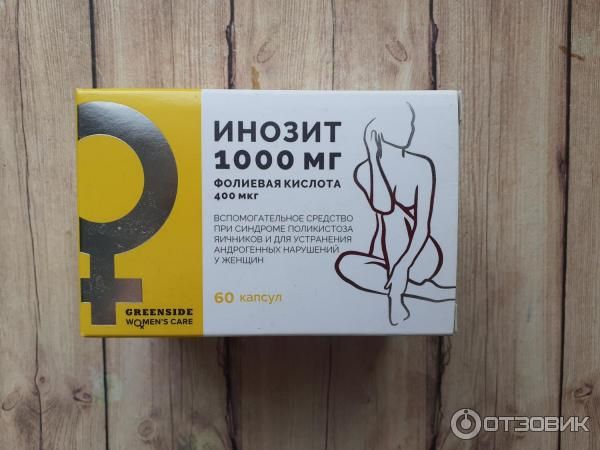 ИНОЗИТ
1000 МГ
ФОЛИЕВАЯ КИСЛОТА
400 МКГ
ВСПОМОГАТЕЛЬНОЕ СРЕДСТВО
ПРИ СИНДРОМЕ ПОЛИКИСТОЗА
ЯИЧНИКОВ И ДЛЯ УСТРАНЕНИЯ
АНДРОГЕННЫХ НАРУШЕНИЙ
У ЖЕНЩИН
60 капсул
GREENSIDE
WOMEN'S CARE
ОТЗОВИК